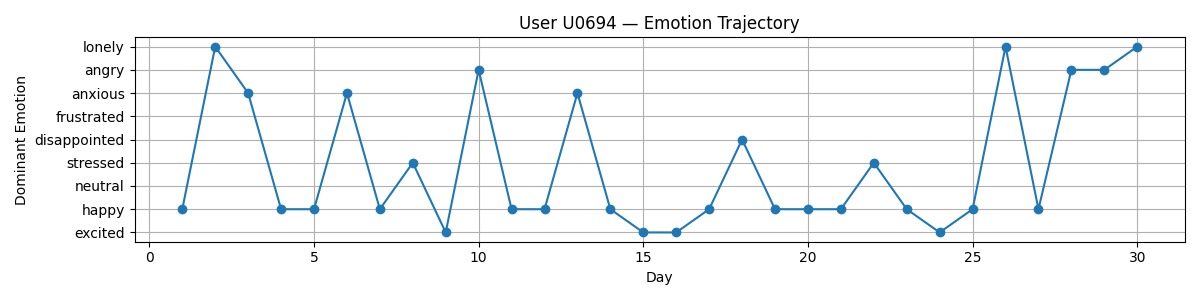 User U0694 — Emotion Trajectory
Dominant Emotion
lonely
angry
anxious
frustrated
disappointed
stressed
neutral
happy
excited
0 5 10 15 20 25 30
Day